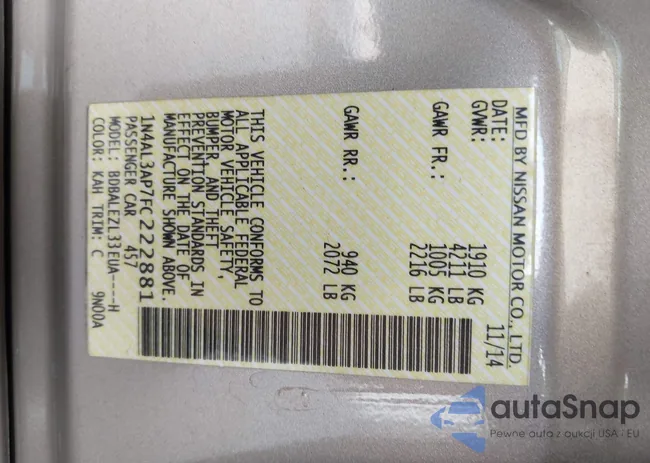 MFD BY NISSAN MOTOR CO., LTD.
DATE: 11/14
GVWR: 1910 KG
4211 LB
GAWR FR.: 1005 KG
2216 LB
GAWR RR.: 940 KG
2072 LB
THIS VEHICLE CONFORMS TO
ALL APPLICABLE FEDERAL
MOTOR VEHICLE SAFETY,
BUMPER, AND THEFT
PREVENTION STANDARDS IN
EFFECT ON THE DATE OF
MANUFACTURE SHOWN ABOVE.
1N4AL3AP7FC222881
PASSENGER CAR 457
MODEL: BDBALEZL33EUA----H
COLOR: KAH TRIM: C 9W00A
autaSnap
Pewne auta z aukcji USA i EU